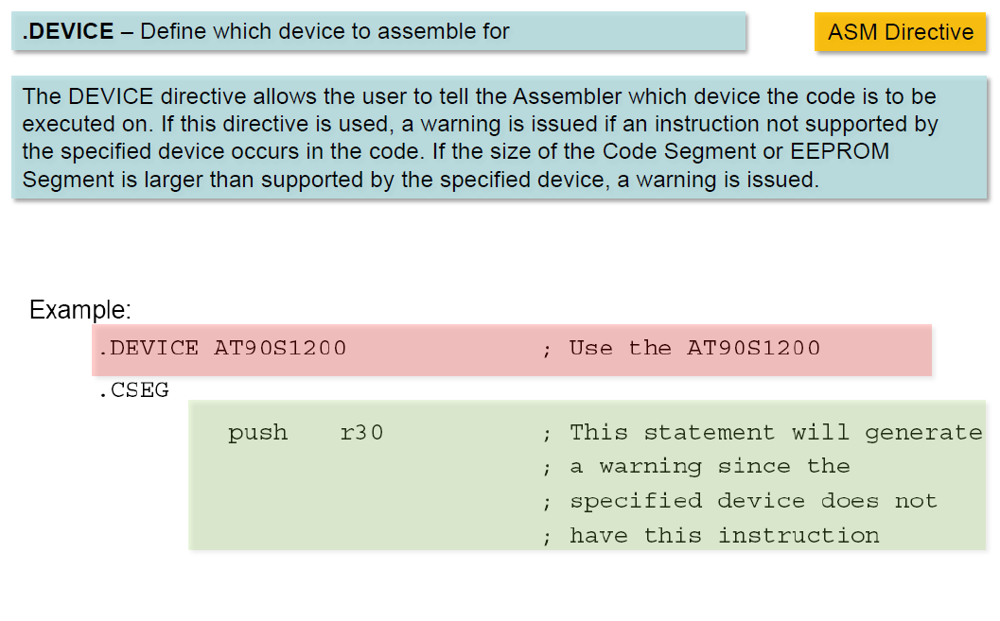 .DEVICE – Define which device to assemble for
ASM Directive
The DEVICE directive allows the user to tell the Assembler which device the code is to be
executed on. If this directive is used, a warning is issued if an instruction not supported by
the specified device occurs in the code. If the size of the Code Segment or EEPROM
Segment is larger than supported by the specified device, a warning is issued.
Example:
.DEVICE AT90S1200 ; Use the AT90S1200
.CSEG
push r30 ; This statement will generate
; a warning since the
; specified device does not
; have this instruction